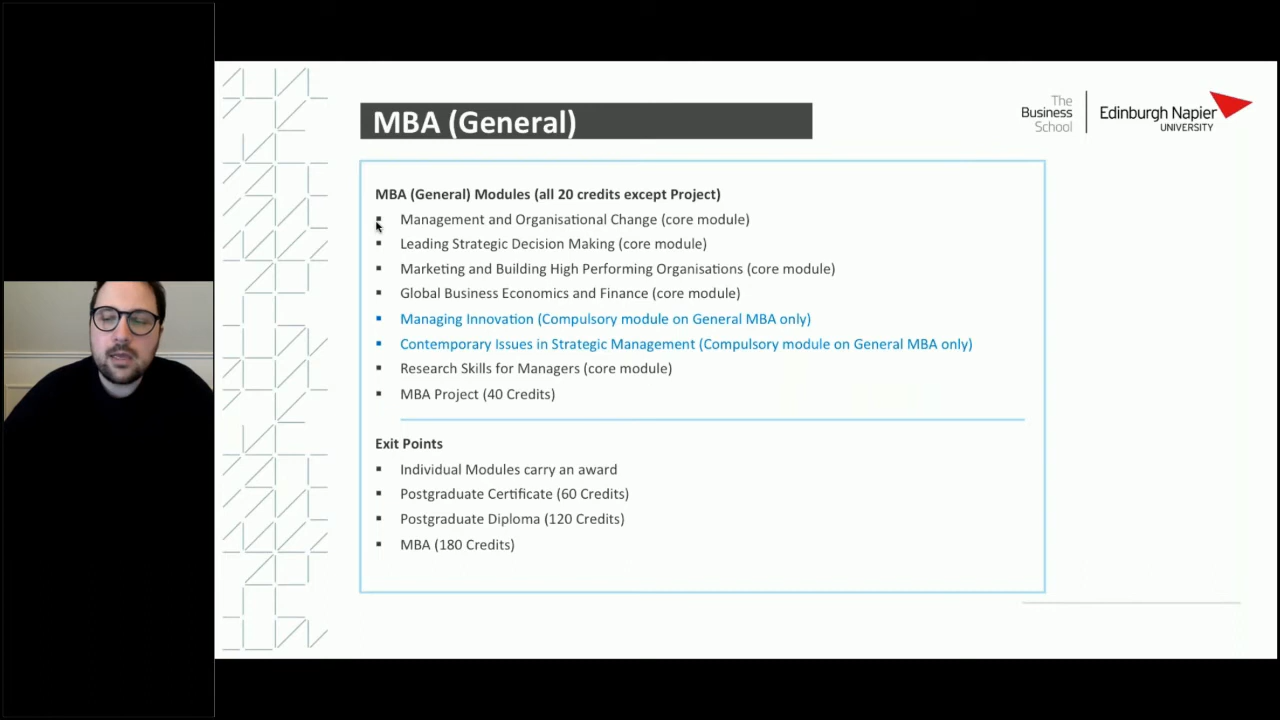 MBA (General)
The
Business
School
Edinburgh Napier
UNIVERSITY
MBA (General) Modules (all 20 credits except Project)
▪ Management and Organisational Change (core module)
▪ Leading Strategic Decision Making (core module)
▪ Marketing and Building High Performing Organisations (core module)
▪ Global Business Economics and Finance (core module)
▪ Managing Innovation (Compulsory module on General MBA only)
▪ Contemporary Issues in Strategic Management (Compulsory module on General MBA only)
▪ Research Skills for Managers (core module)
▪ MBA Project (40 Credits)
Exit Points
▪ Individual Modules carry an award
▪ Postgraduate Certificate (60 Credits)
▪ Postgraduate Diploma (120 Credits)
▪ MBA (180 Credits)